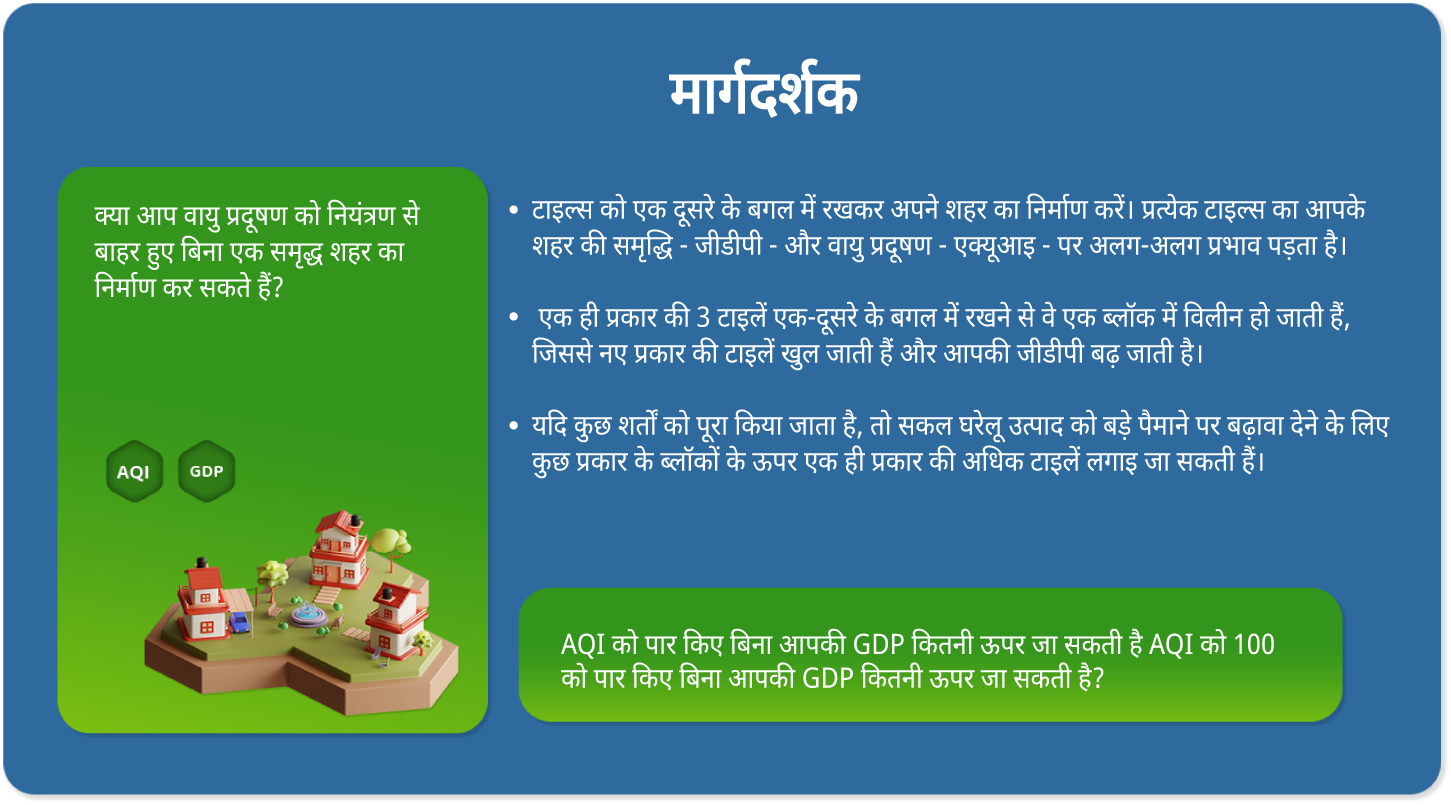 मार्गदर्शक
क्या आप वायु प्रदूषण को नियंत्रण से
बाहर हुए बिना एक समृद्ध शहर का
निर्माण कर सकते हैं?
AQI
GDP
• टाइल्स को एक दूसरे के बगल में रखकर अपने शहर का निर्माण करें। प्रत्येक टाइल्स का आपके
शहर की समृद्धि - जीडीपी - और वायु प्रदूषण - एक्यूआइ - पर अलग-अलग प्रभाव पड़ता है।
• एक ही प्रकार की 3 टाइलें एक-दूसरे के बगल में रखने से वे एक ब्लॉक में विलीन हो जाती हैं,
जिससे नए प्रकार की टाइलें खुल जाती हैं और आपकी जीडीपी बढ़ जाती है।
• यदि कुछ शर्तों को पूरा किया जाता है, तो सकल घरेलू उत्पाद को बड़े पैमाने पर बढ़ावा देने के लिए
कुछ प्रकार के ब्लॉकों के ऊपर एक ही प्रकार की अधिक टाइलें लगाइ जा सकती हैं।
AQI को पार किए बिना आपकी GDP कितनी ऊपर जा सकती है AQI को 100
को पार किए बिना आपकी GDP कितनी ऊपर जा सकती है?